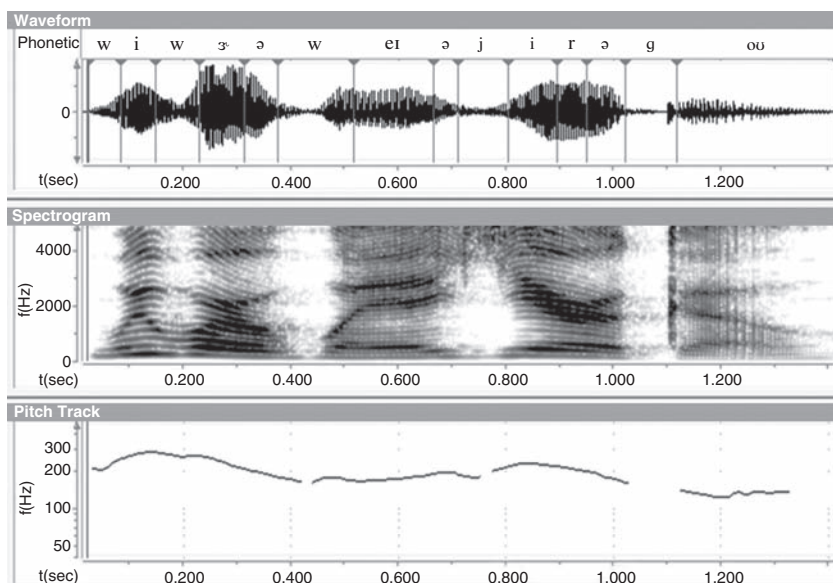 Waveform
Phonetic w i w ɝ ə w eɪ ə j i r ə ɡ oʊ
0
t(sec) 0.200 0.400 0.600 0.800 1.000 1.200
Spectrogram
f(Hz)
4000
2000
0
t(sec) 0.200 0.400 0.600 0.800 1.000 1.200
Pitch Track
f(Hz)
300
200
100
50
t(sec) 0.200 0.400 0.600 0.800 1.000 1.200